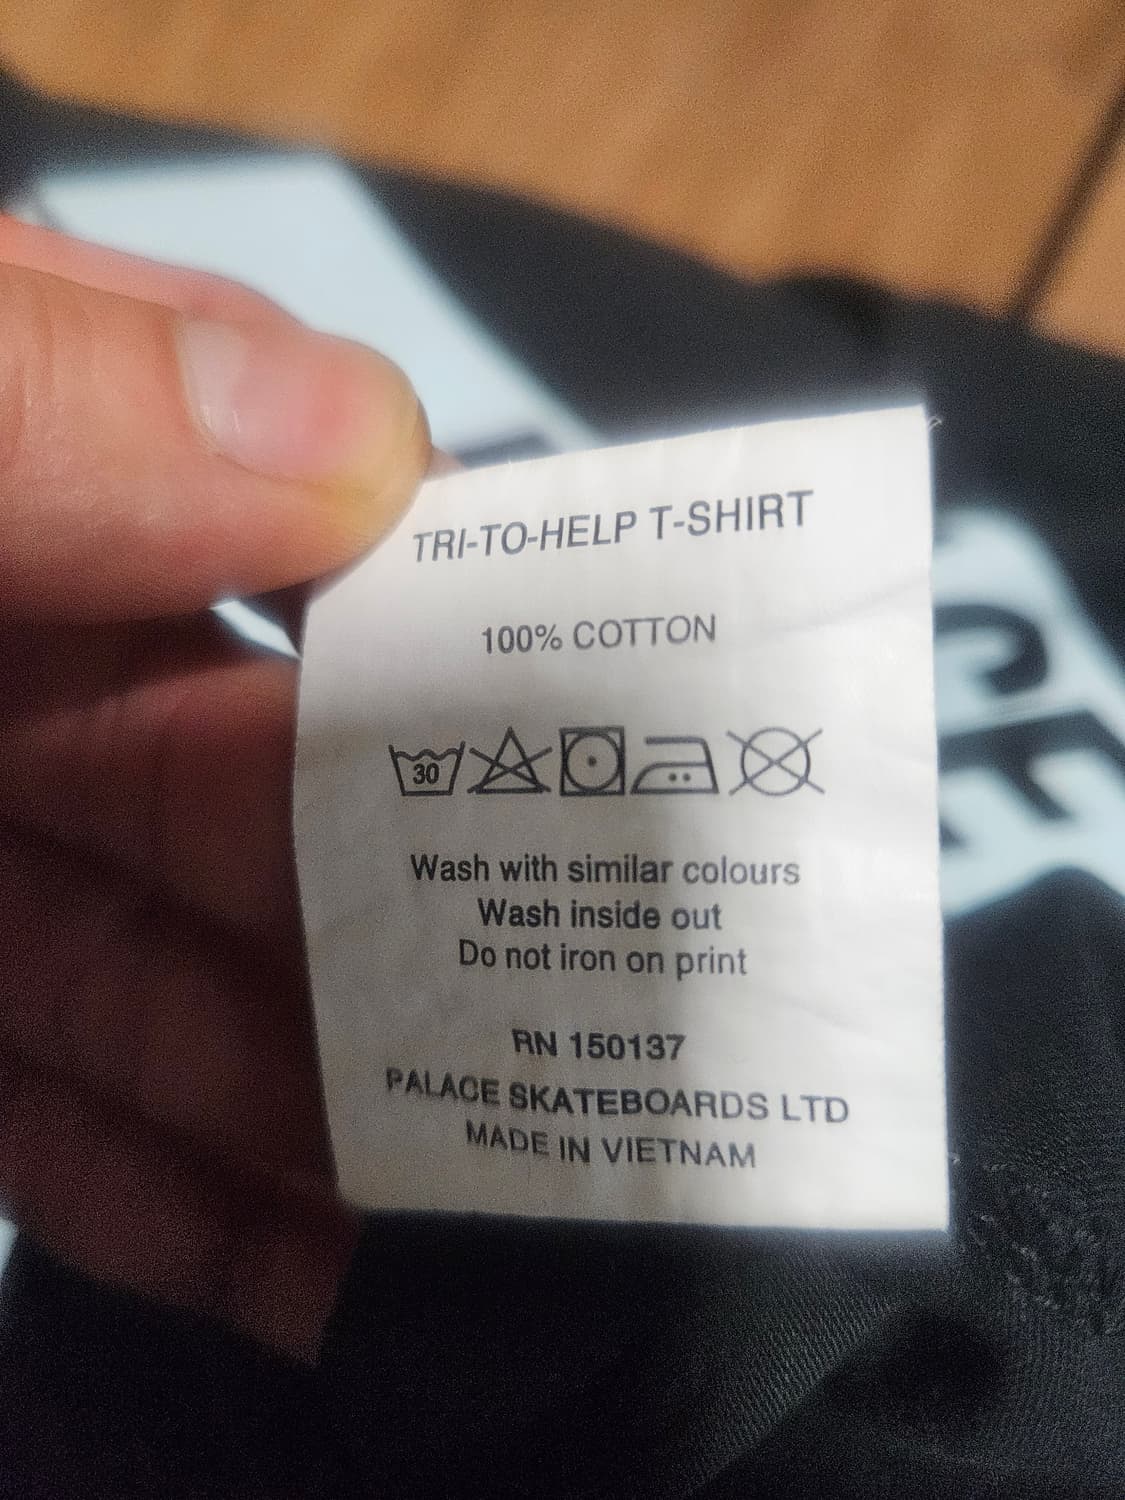 TRI-TO-HELP T-SHIRT
100% COTTON
30
Wash with similar colours
Wash inside out
Do not iron on print
RN 150137
PALACE SKATEBOARDS LTD
MADE IN VIETNAM
CE